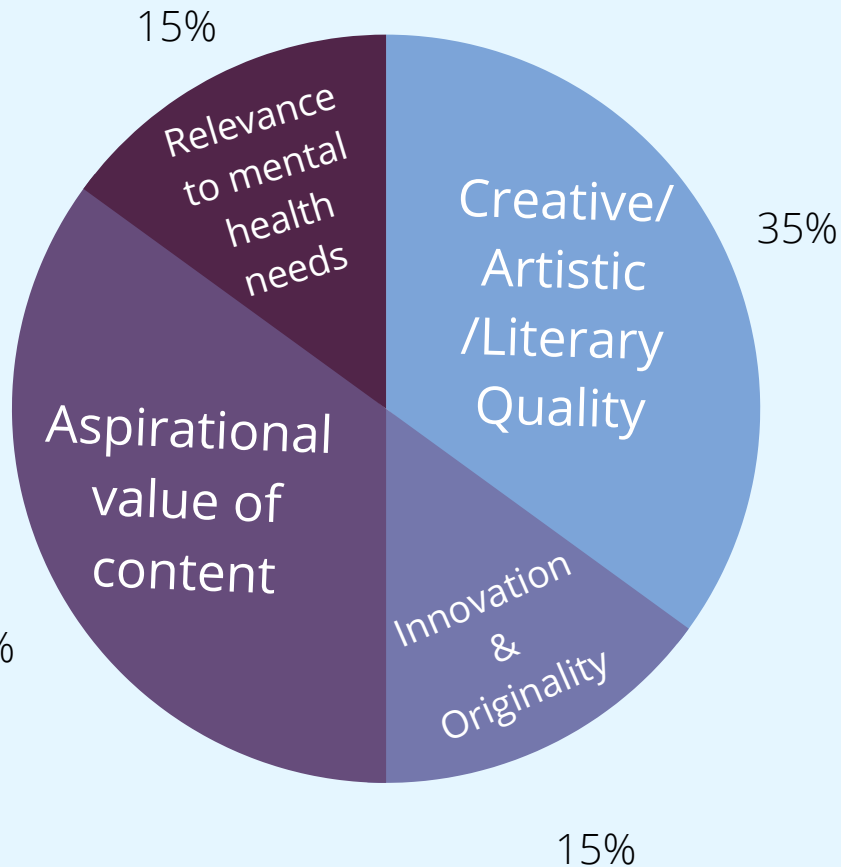 15%
Relevance
to mental
health
needs
Creative/
Artistic
/Literary
Quality
35%
Aspirational
value of
content
%
Innovation
&
Originality
15%